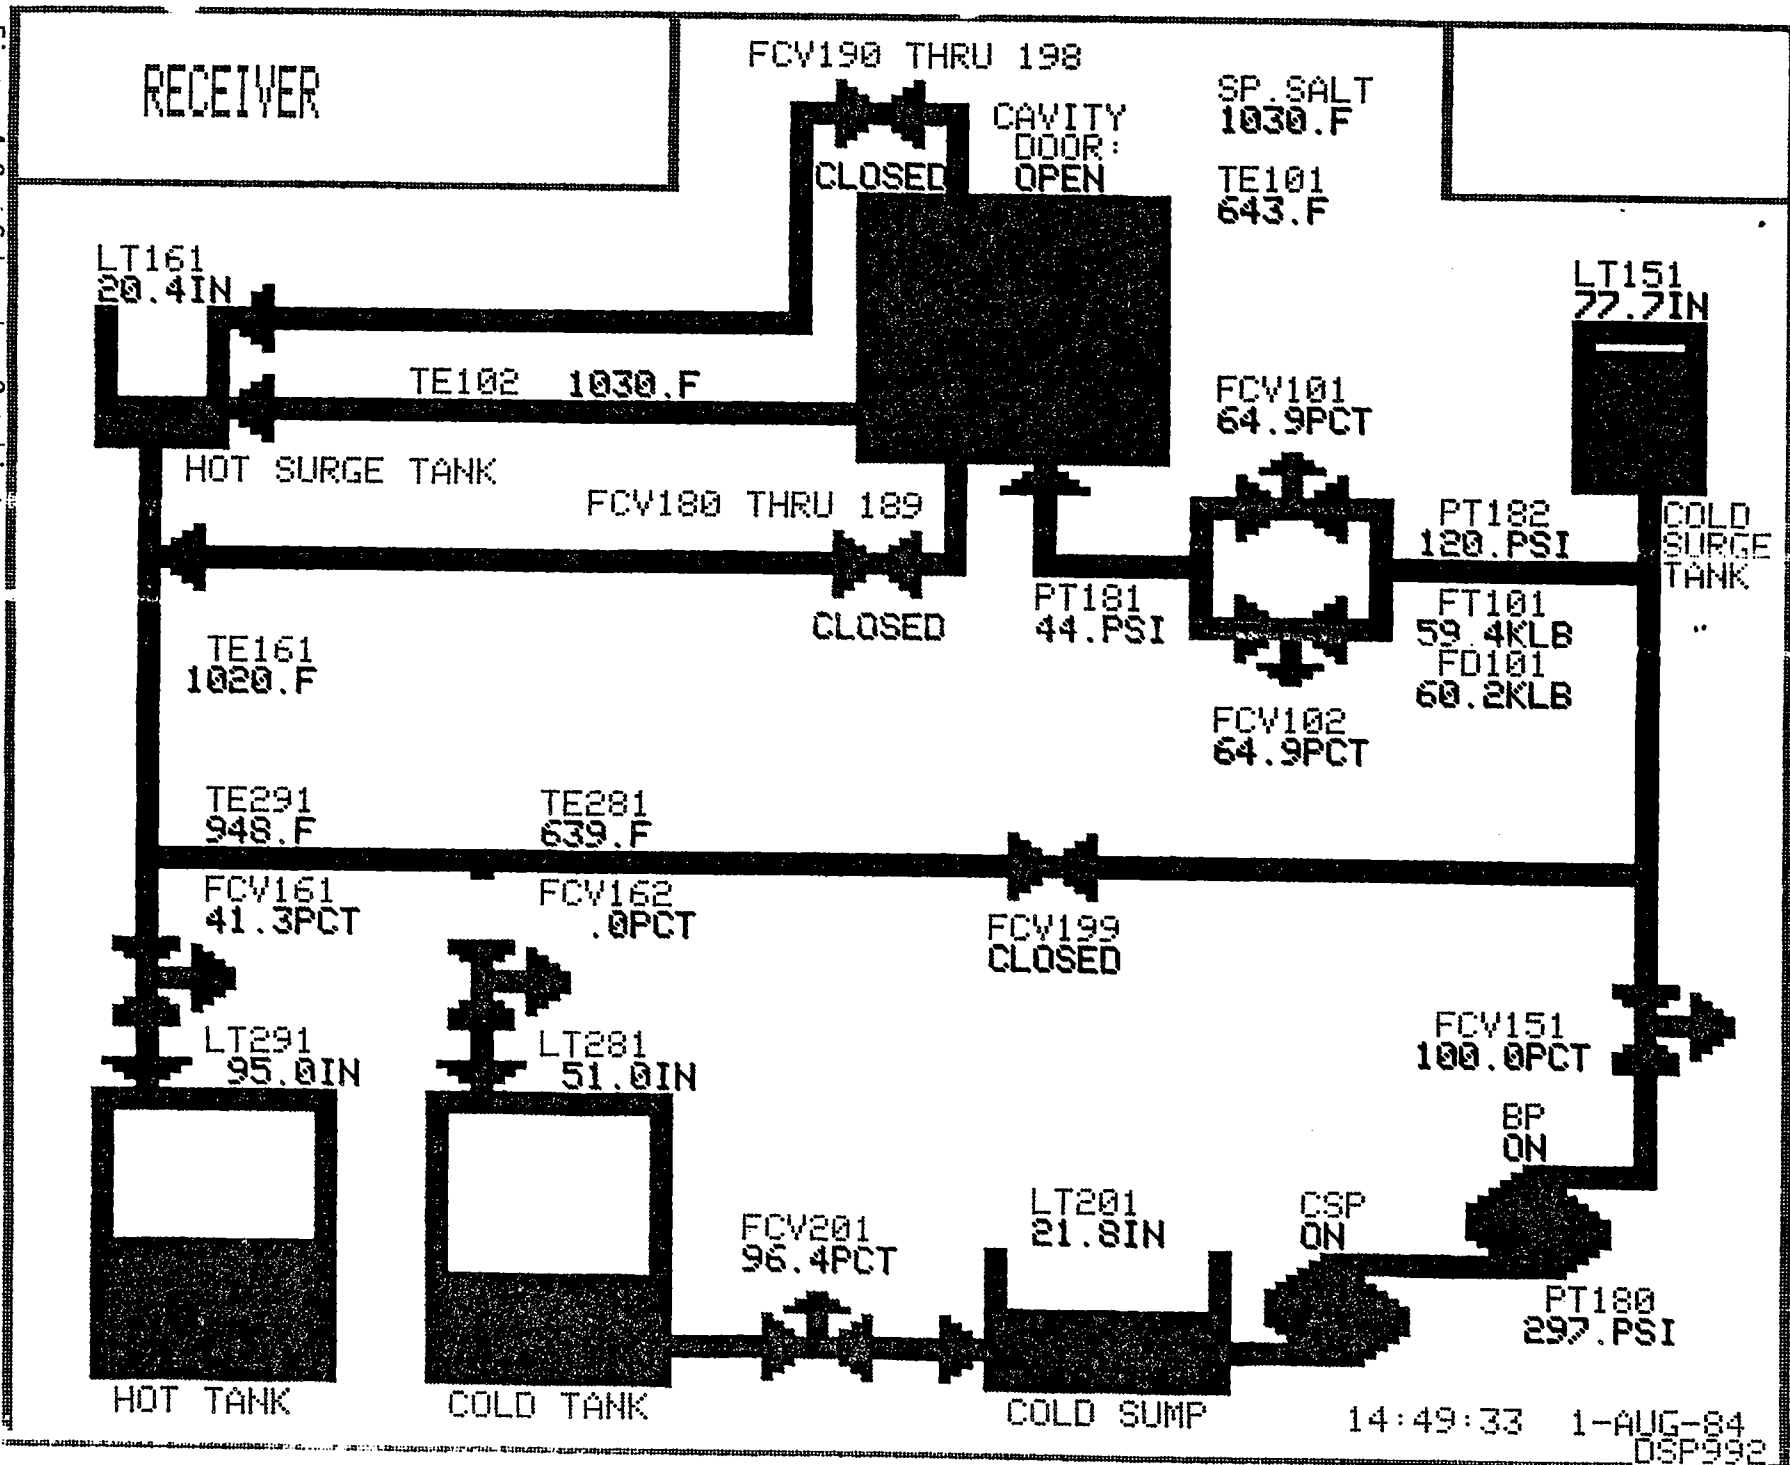 RECEIVER
FCV190 THRU 198
CLOSED
CAVITY
DOOR:
OPEN
SP.SALT
1030.F
TE101
643.F
LT161
20.4IN
LT151
77.7IN
TE102 1030.F
FCV101
64.9PCT
HOT SURGE TANK
FCV180 THRU 189
CLOSED
PT182
120.PSI
COLD
SURGE
TANK
PT181
44.PSI
FT101
59.4KLB
FD101
60.2KLB
TE161
1020.F
FCV102
64.9PCT
TE291
948.F
TE281
639.F
FCV161
41.3PCT
FCV162
.0PCT
FCV199
CLOSED
LT291
95.0IN
LT281
51.0IN
FCV151
100.0PCT
BP
ON
FCV201
96.4PCT
LT201
21.8IN
CSP
ON
PT180
297.PSI
HOT TANK
COLD TANK
COLD SUMP
14:49:33 1-AUG-84
DSP992